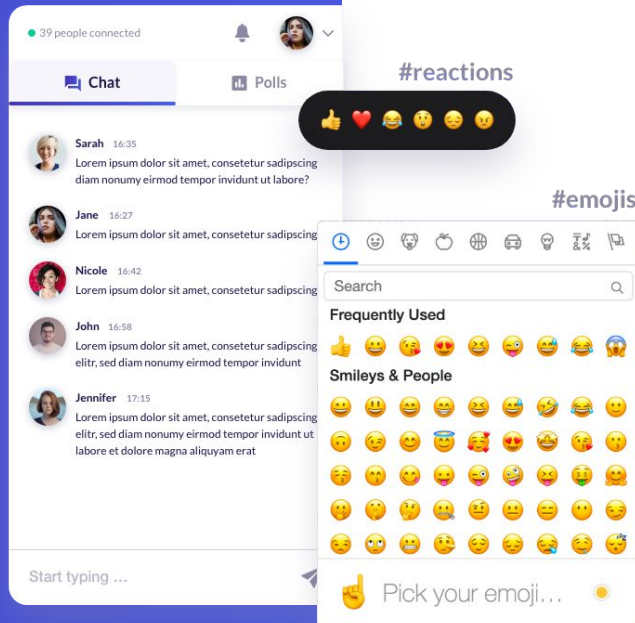 39 people connected
Chat
Polls
#reactions
Sarah 16:35
Lorem ipsum dolor sit amet, consetetur sadipscing
diam nonumy eirmod tempor invidunt ut labore?
#emojis
Jane 16:27
Lorem ipsum dolor sit amet, consetetur sadipscing
Nicole 16:42
Lorem ipsum dolor sit amet, consetetur sadipscing
John 16:58
Lorem ipsum dolor sit amet, consetetur sadipscing
elitr, sed diam nonumy eirmod tempor invidunt
Jennifer 17:15
Lorem ipsum dolor sit amet, consetetur sadipscing
elitr, sed diam nonumy eirmod tempor invidunt ut
labore et dolore magna aliquyam erat
Start typing ...
Search
Frequently Used
Smileys & People
Pick your emoji...